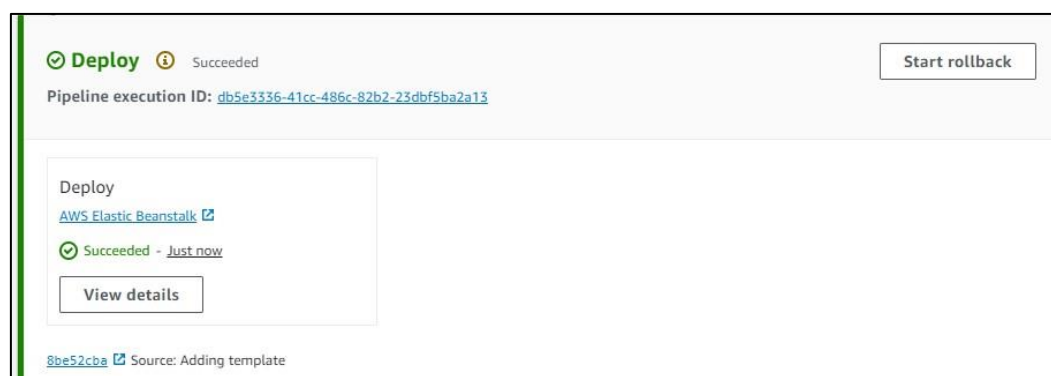 Deploy Succeeded Start rollback
Pipeline execution ID: db5e3336-41cc-486c-82b2-23dbf5ba2a13
Deploy
AWS Elastic Beanstalk
Succeeded - Just now
View details
8be52cba Source: Adding template